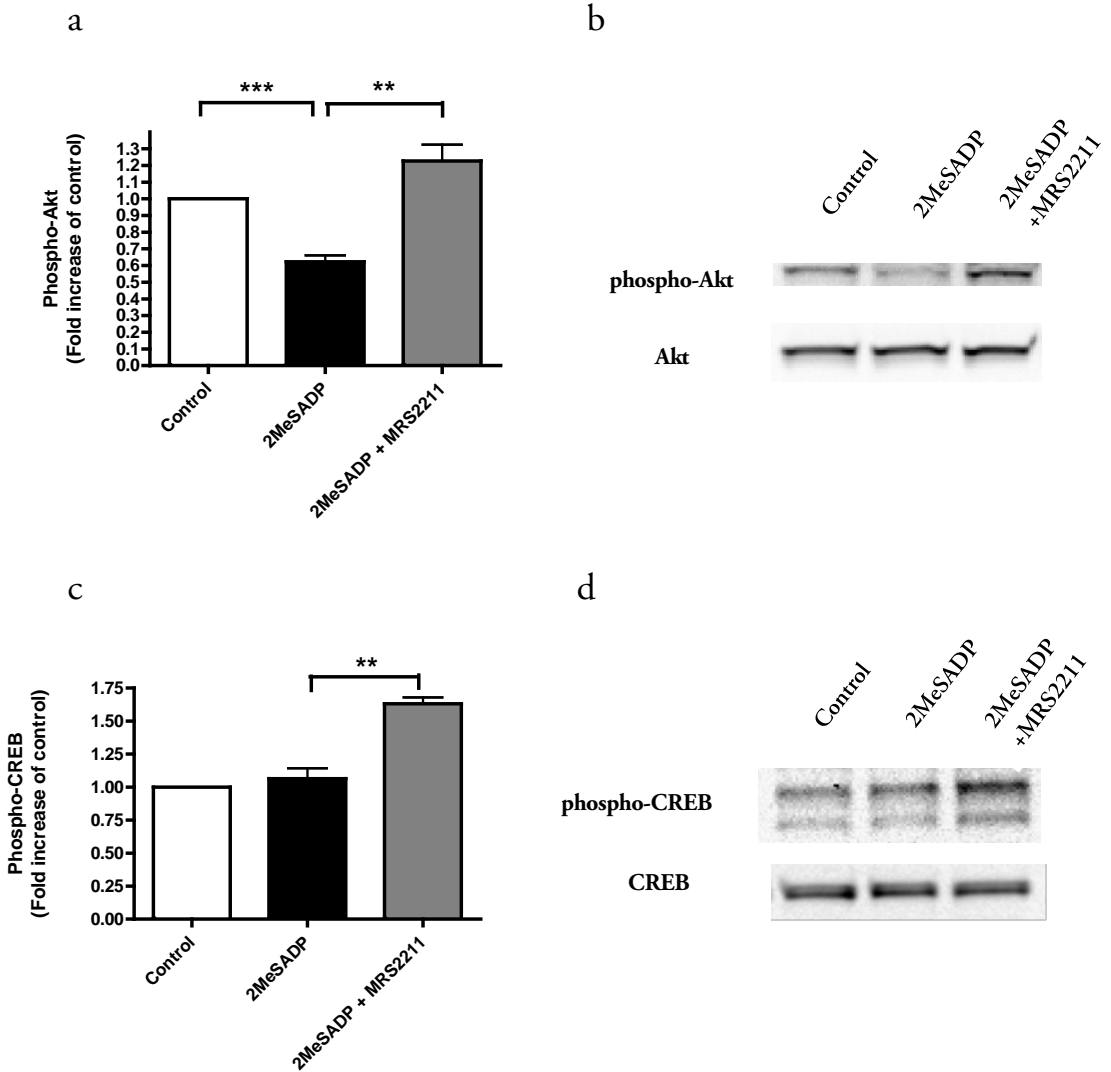 a
***
**
Phospho-Akt
(Fold increase of control)
1.3
1.2
1.1
1.0
0.9
0.8
0.7
0.6
0.5
0.4
0.3
0.2
0.1
0.0
Control
2MeSADP
2MeSADP + MRS2211
b
Control
2MeSADP
2MeSADP
+MRS2211
phospho-Akt
Akt
c
**
Phospho-CREB
(Fold increase of control)
1.75
1.50
1.25
1.00
0.75
0.50
0.25
0.00
Control
2MeSADP
2MeSADP + MRS2211
d
Control
2MeSADP
2MeSADP
+MRS2211
phospho-CREB
CREB